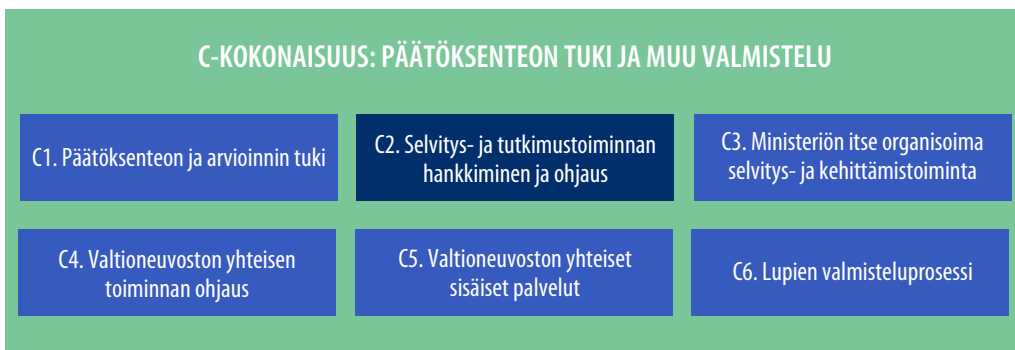 C-KOKONAISUUS: PÄÄTÖKSENTEON TUKI JA MUU VALMISTELU
C1. Päätöksenteon ja arvioinnin tuki
C2. Selvitys- ja tutkimustoiminnan
hankkiminen ja ohjaus
C3. Ministeriön itse organisoima
selvitys- ja kehittämistoiminta
C4. Valtioneuvoston yhteisen
toiminnan ohjaus
C5. Valtioneuvoston yhteiset
sisäiset palvelut
C6. Lupien valmisteluprosessi